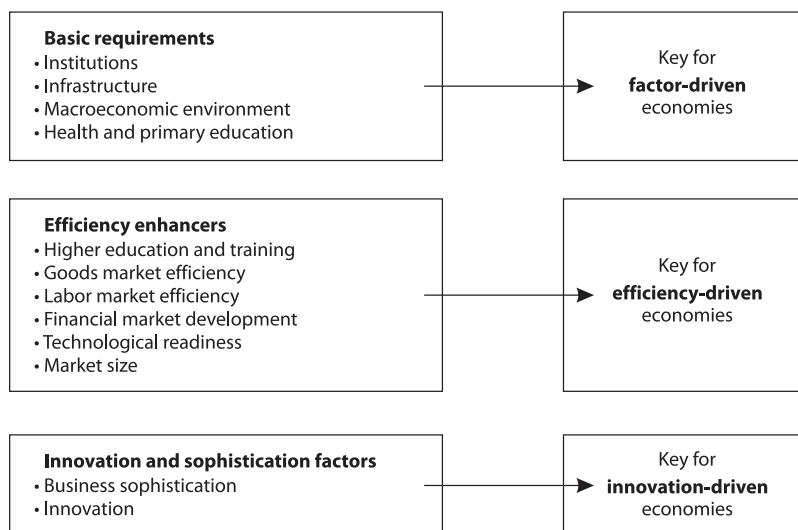 Basic requirements
• Institutions
• Infrastructure
• Macroeconomic environment
• Health and primary education
Key for
factor-driven
economies
Efficiency enhancers
• Higher education and training
• Goods market efficiency
• Labor market efficiency
• Financial market development
• Technological readiness
• Market size
Key for
efficiency-driven
economies
Innovation and sophistication factors
• Business sophistication
• Innovation
Key for
innovation-driven
economies